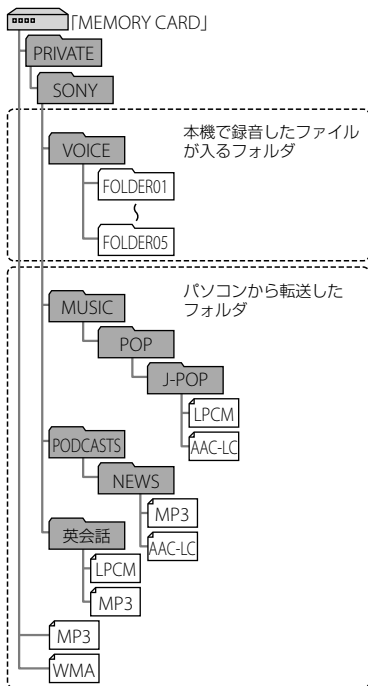 「MEMORY CARD」
PRIVATE
SONY
本機で録音したファイル
が入るフォルダ
VOICE
FOLDER01
〜
FOLDER05
パソコンから転送した
フォルダ
MUSIC
POP
J-POP
LPCM
AAC-LC
PODCASTS
NEWS
MP3
AAC-LC
英会話
LPCM
MP3
MP3
WMA